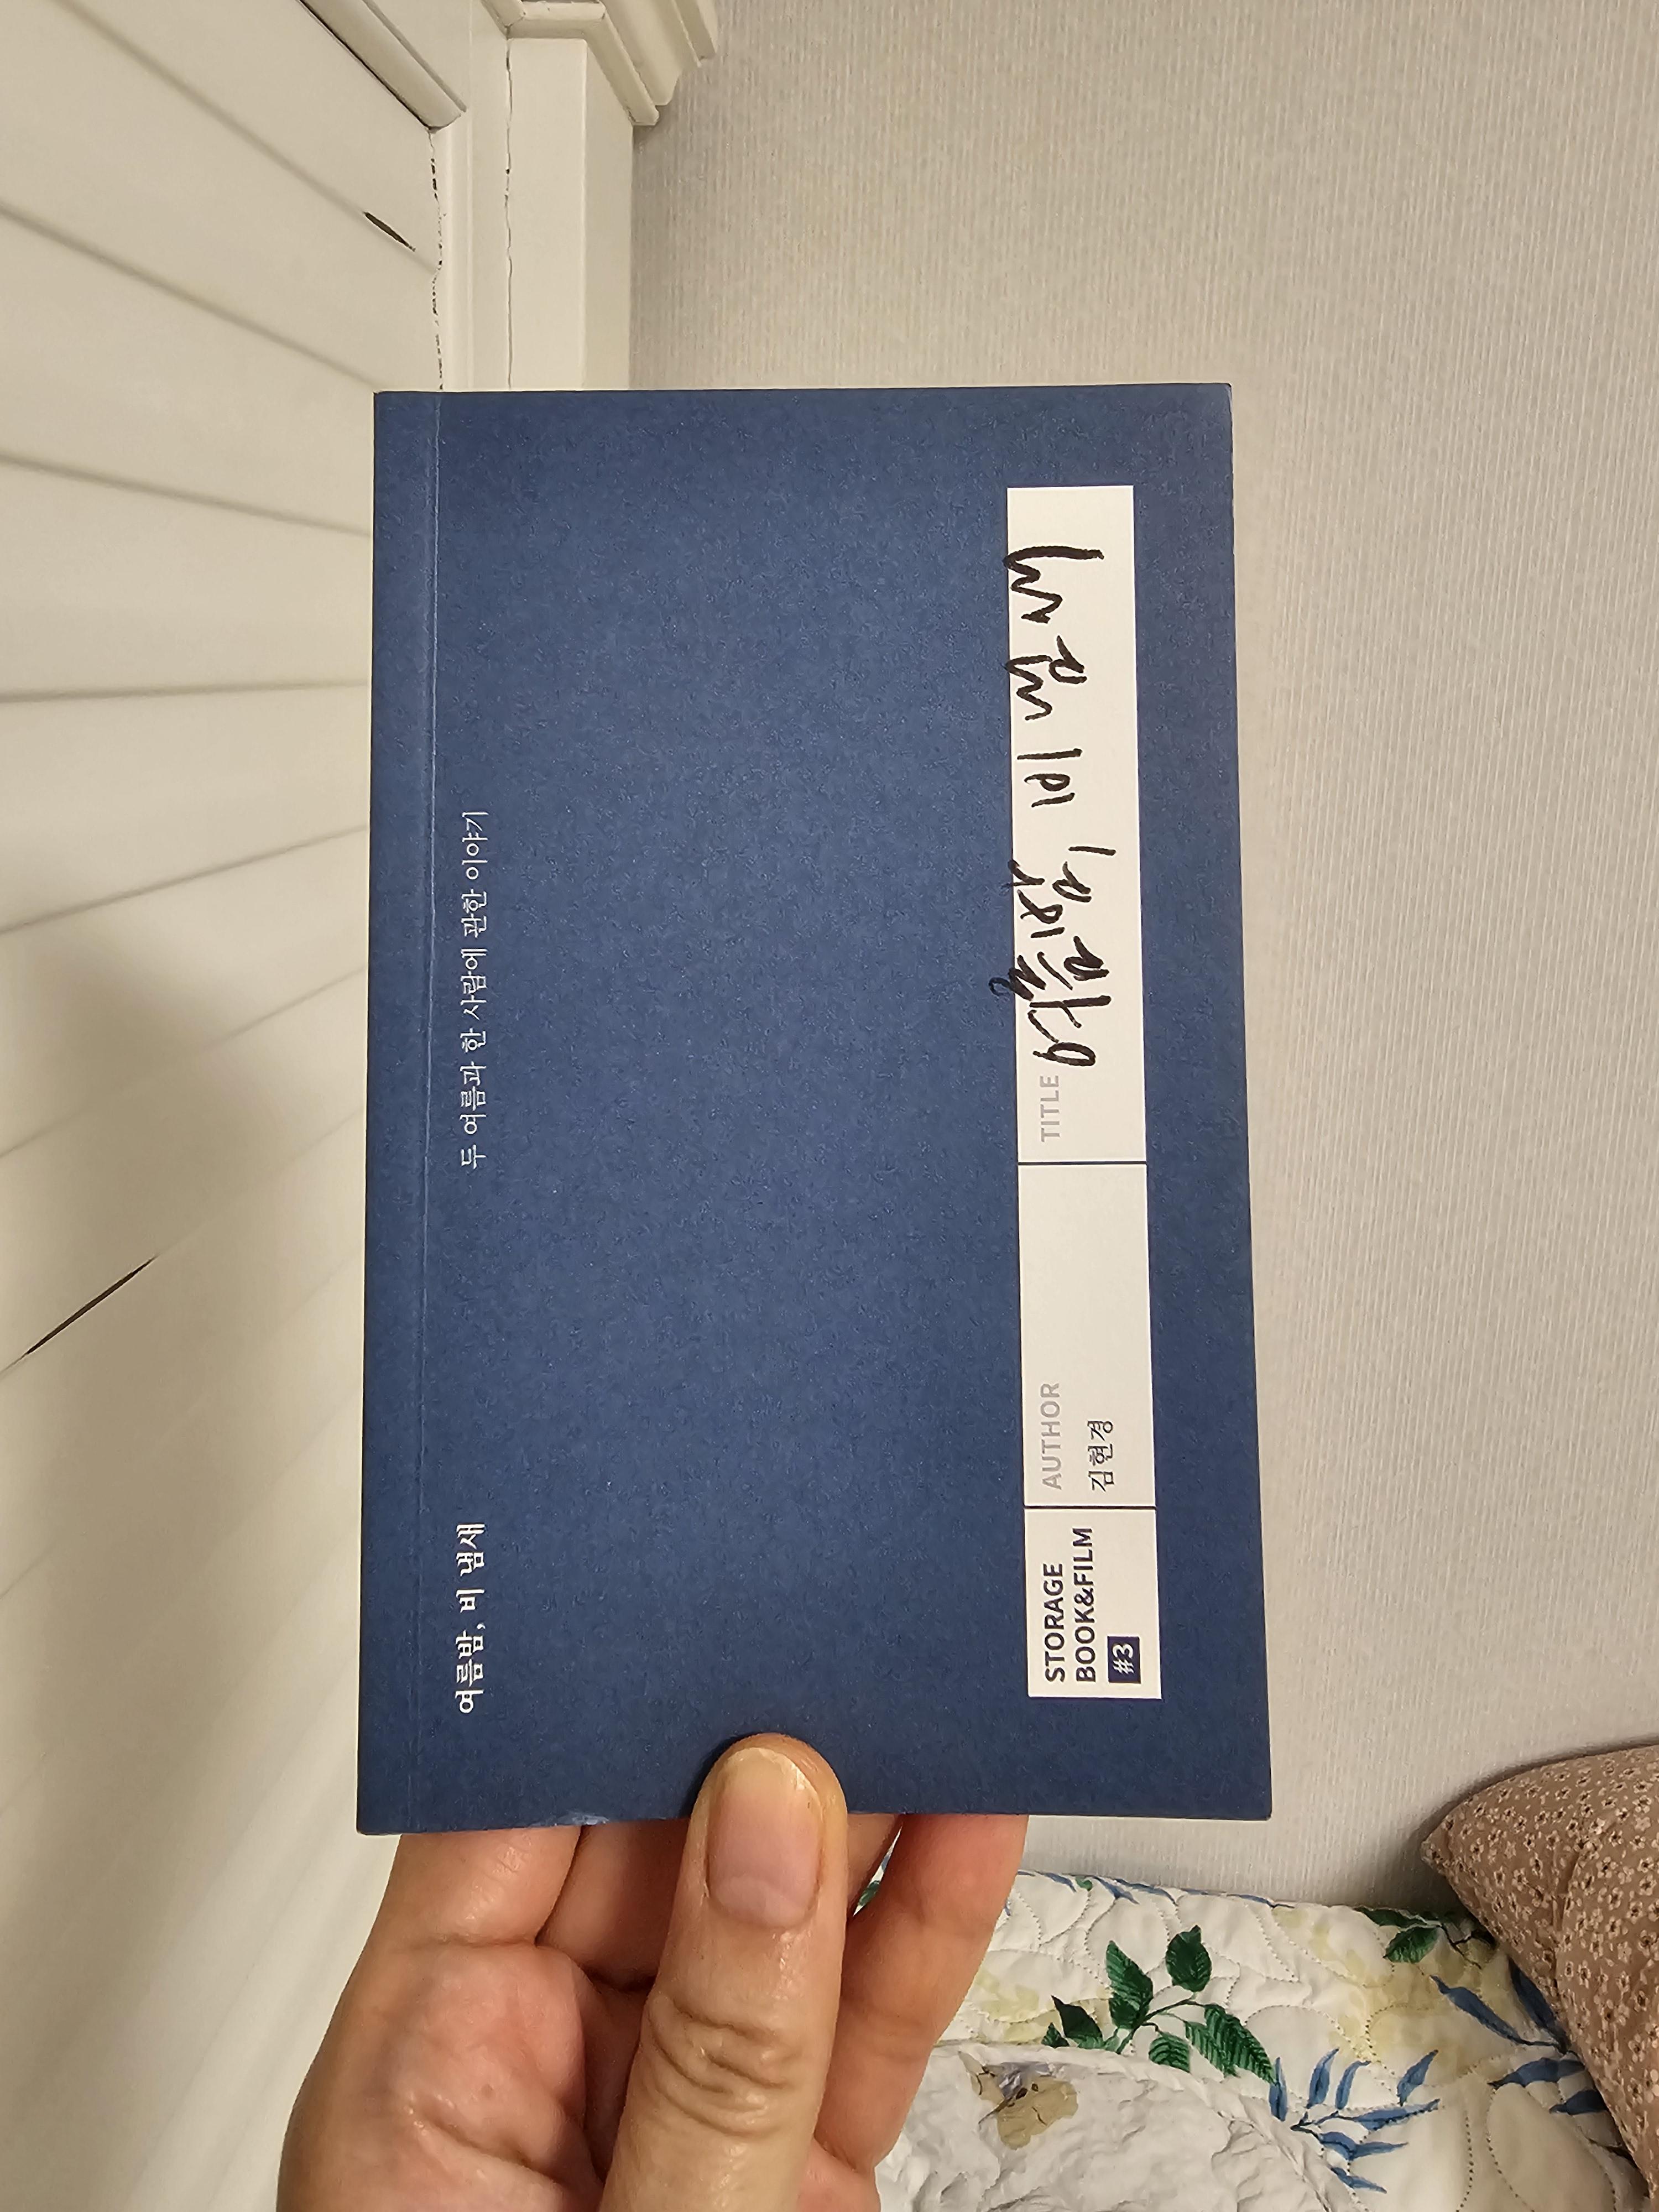 여름밤, 비 냄새
두 여름과 한 사람에 관한 이야기
STORAGE
BOOK&FILM
#3
AUTHOR
김현경
TITLE
여름밤, 비 냄새